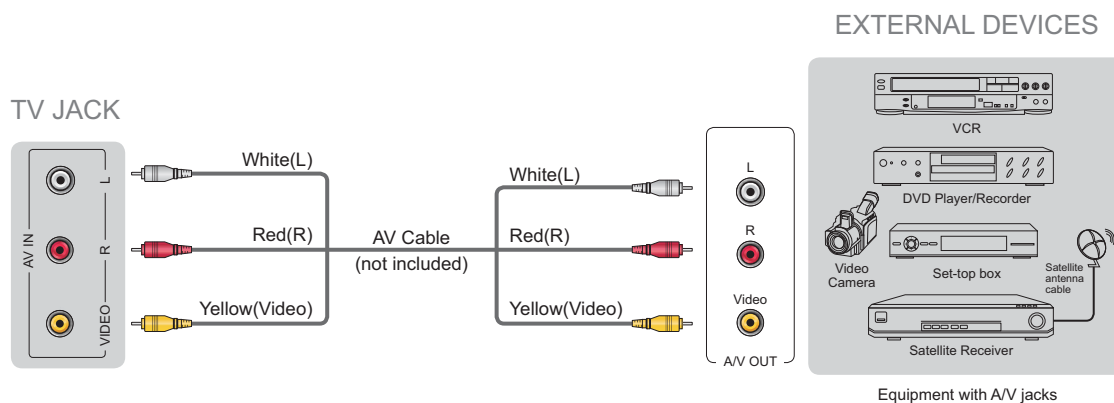 EXTERNAL DEVICES
TV JACK
AV IN
L
R
VIDEO
White(L)
Red(R)
Yellow(Video)
AV Cable
(not included)
White(L)
Red(R)
Yellow(Video)
L
R
Video
A/V OUT
VCR
DVD Player/Recorder
Video
Camera
Set-top box
Satellite
antenna
cable
Satellite Receiver
Equipment with A/V jacks